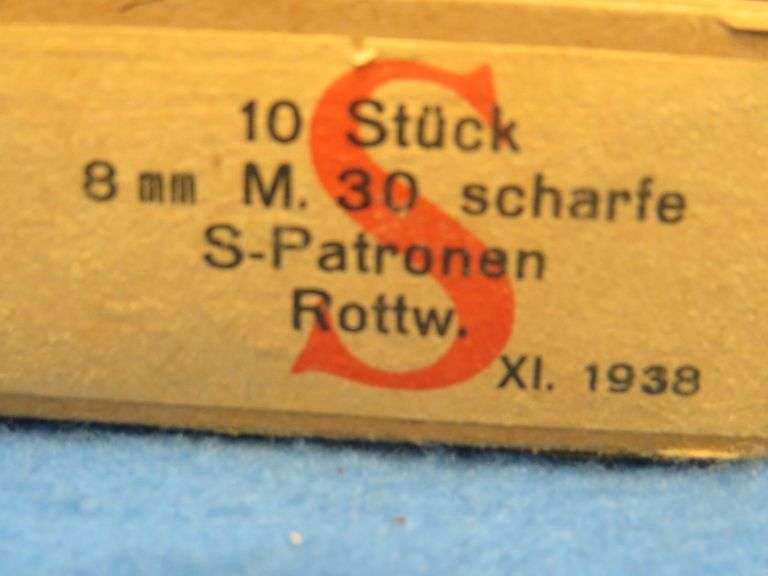 10 Stück
8 mm M. 30 scharfe
S-Patronen
Rottw.
XI. 1938
S